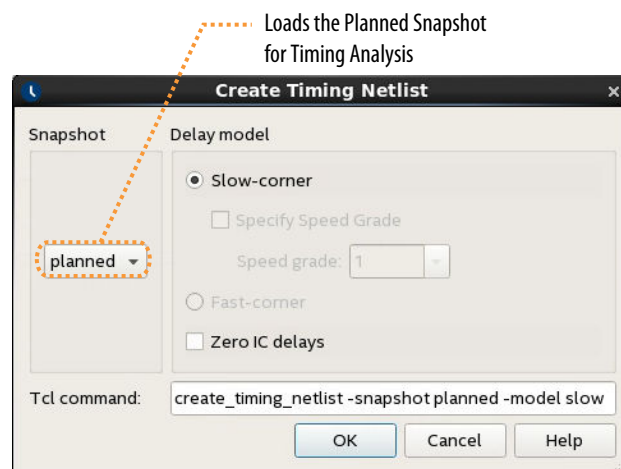 Loads the Planned Snapshot
for Timing Analysis
Create Timing Netlist
Snapshot
Delay model
Slow-corner
Specify Speed Grade
planned
Speed grade: 1
Fast-corner
Zero IC delays
Tcl command: create_timing_netlist -snapshot planned -model slow
OK Cancel Help